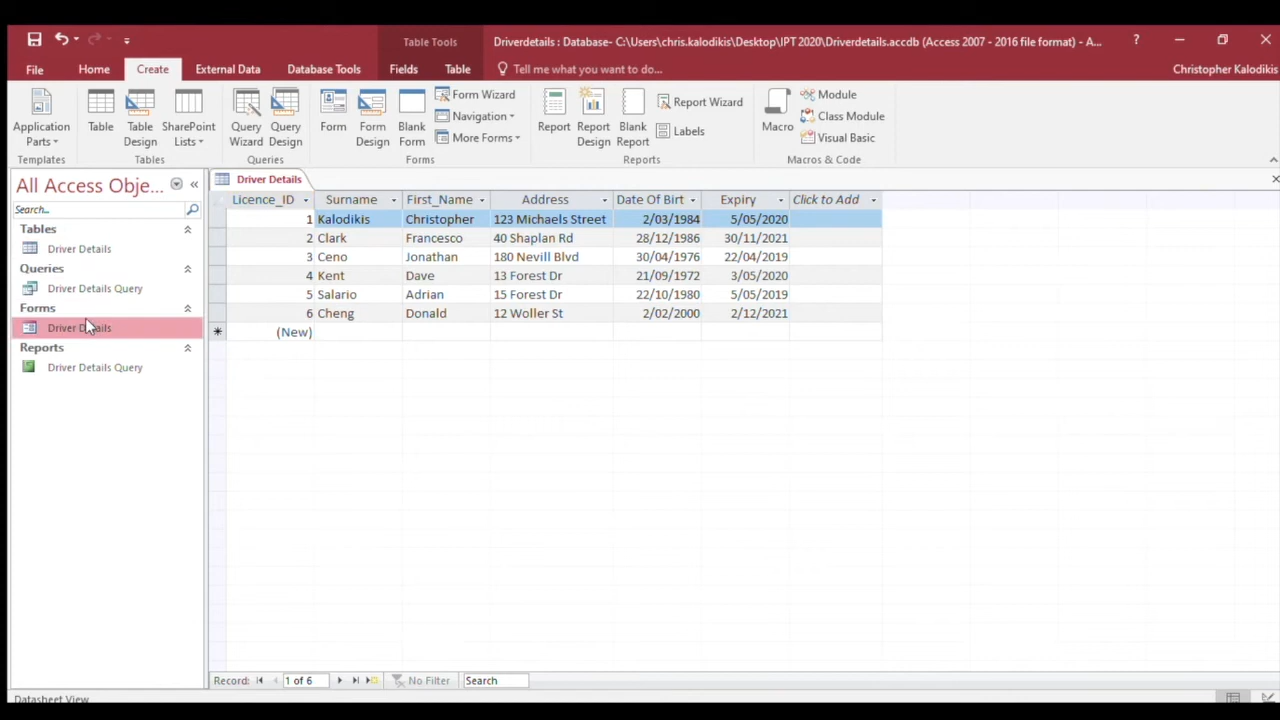 Table Tools
Driverdetails : Database- C:\Users\chris.kalodikis\Desktop\IPT 2020\Driverdetails.accdb (Access 2007 - 2016 file format) - A...
?
File Home Create External Data Database Tools Fields Table Tell me what you want to do... Christopher Kalodikis
Application Parts
Table
Table Design
SharePoint Lists
Query Wizard
Query Design
Form
Form Design
Blank Form
Form Wizard
Navigation
More Forms
Report
Report Design
Blank Report
Report Wizard
Labels
Macro
Module
Class Module
Visual Basic
Templates Tables Queries Forms Reports Macros & Code
All Access Obje...
Search...
Tables
Driver Details
Queries
Driver Details Query
Forms
Driver Details
Reports
Driver Details Query
Driver Details
Licence_ID Surname First_Name Address Date Of Birt Expiry Click to Add
1 Kalodikis Christopher 123 Michaels Street 2/03/1984 5/05/2020
2 Clark Francesco 40 Shaplan Rd 28/12/1986 30/11/2021
3 Ceno Jonathan 180 Nevill Blvd 30/04/1976 22/04/2019
4 Kent Dave 13 Forest Dr 21/09/1972 3/05/2020
5 Salario Adrian 15 Forest Dr 22/10/1980 5/05/2019
6 Cheng Donald 12 Woller St 2/02/2000 2/12/2021
(New)
Record: 1 of 6 No Filter Search
Datasheet View